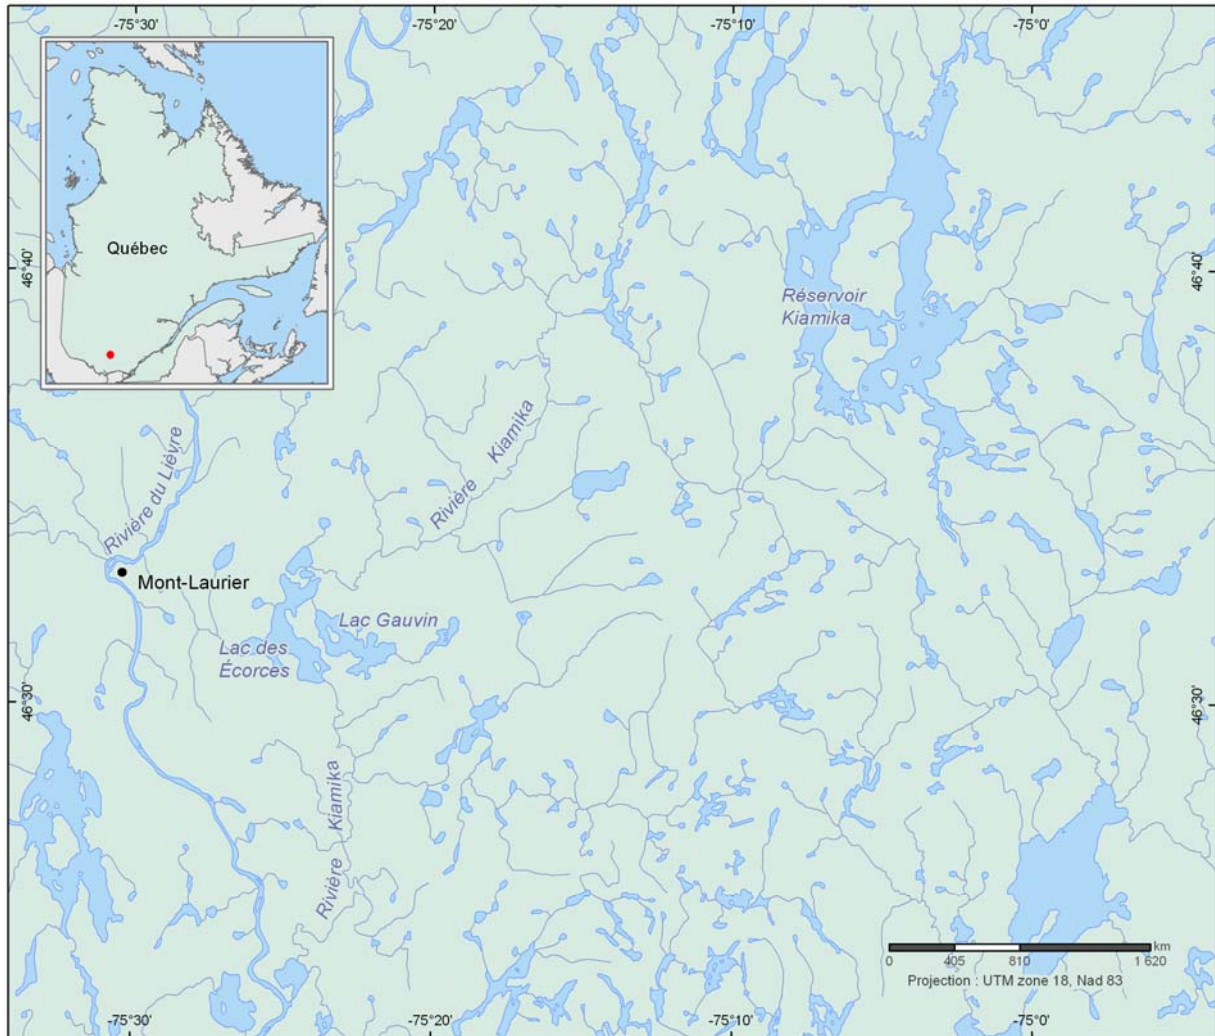 -75°30'
-75°20'
-75°10'
-75°0'
Québec
46°40'
46°40'
Réservoir
Kiamika
Rivière Kiamika
Rivière du Lièvre
Mont-Laurier
Lac Gauvin
Lac des
Écorces
46°30'
46°30'
Rivière Kiamika
km
0 405 810 1 620
Projection : UTM zone 18, Nad 83
-75°30'
-75°20'
-75°10'
-75°0'